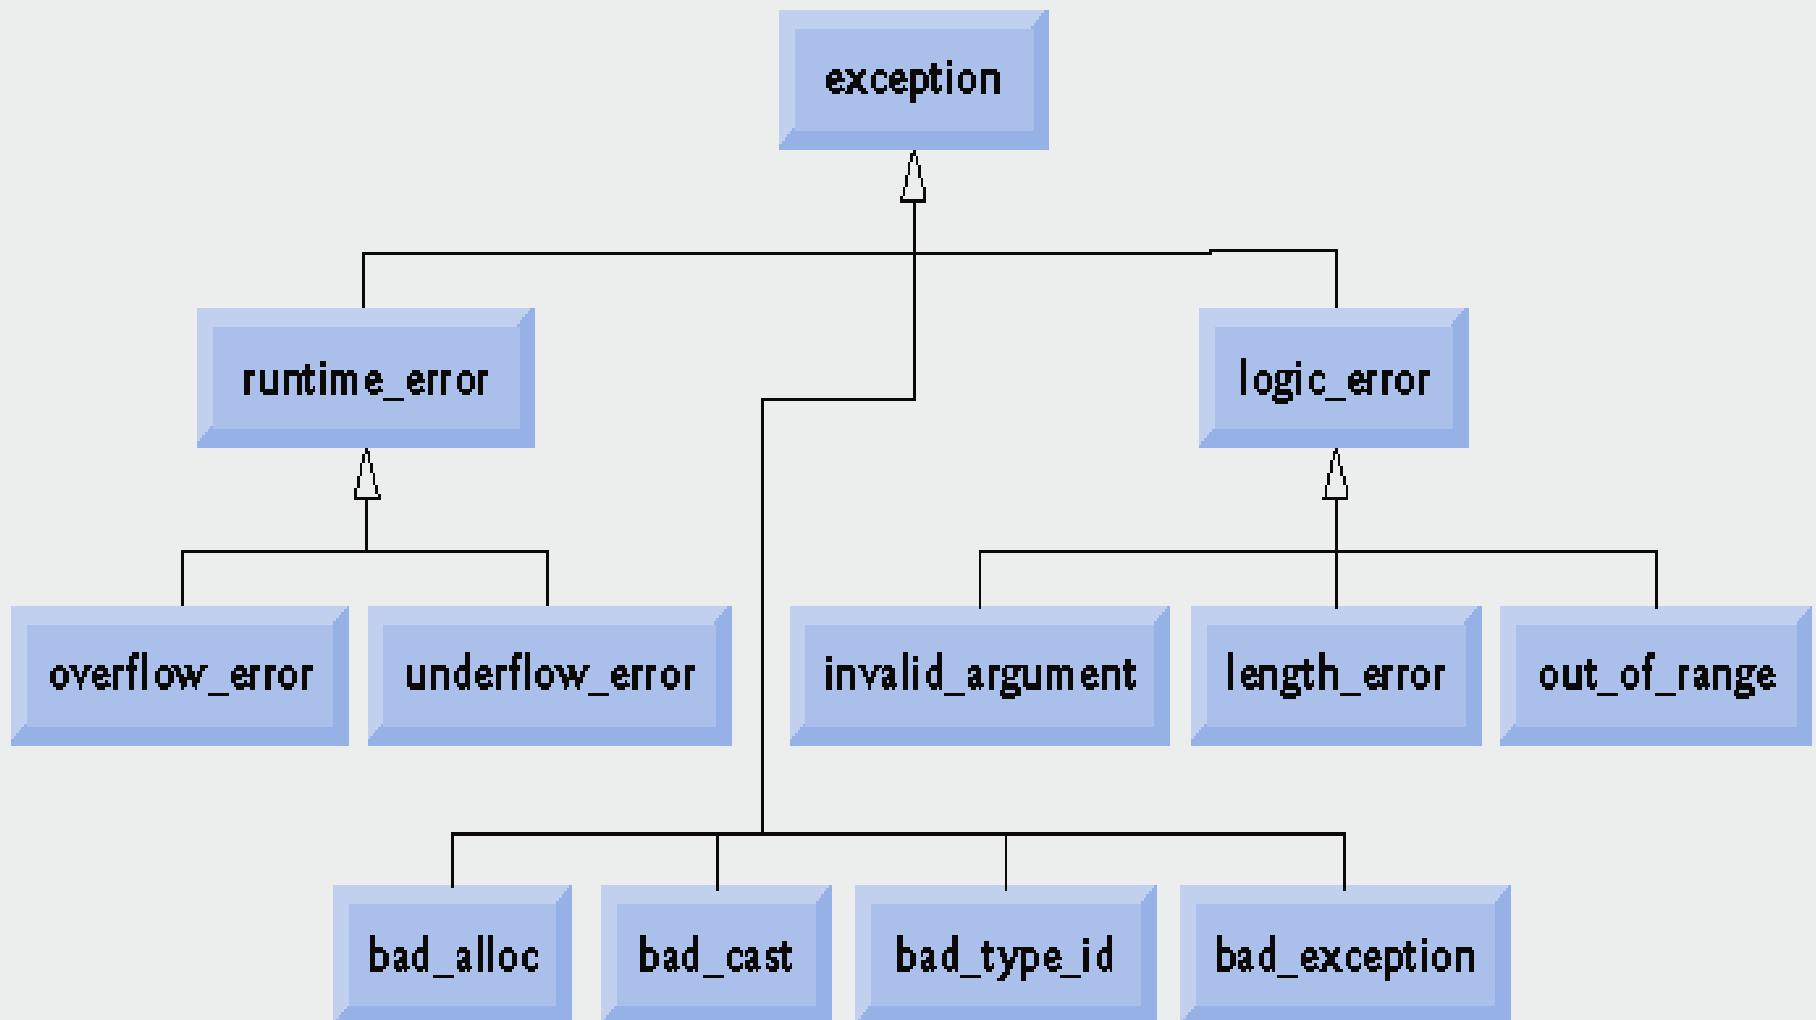 exception
runtime_error
logic_error
overflow_error
underflow_error
invalid_argument
length_error
out_of_range
bad_alloc
bad_cast
bad_type_id
bad_exception